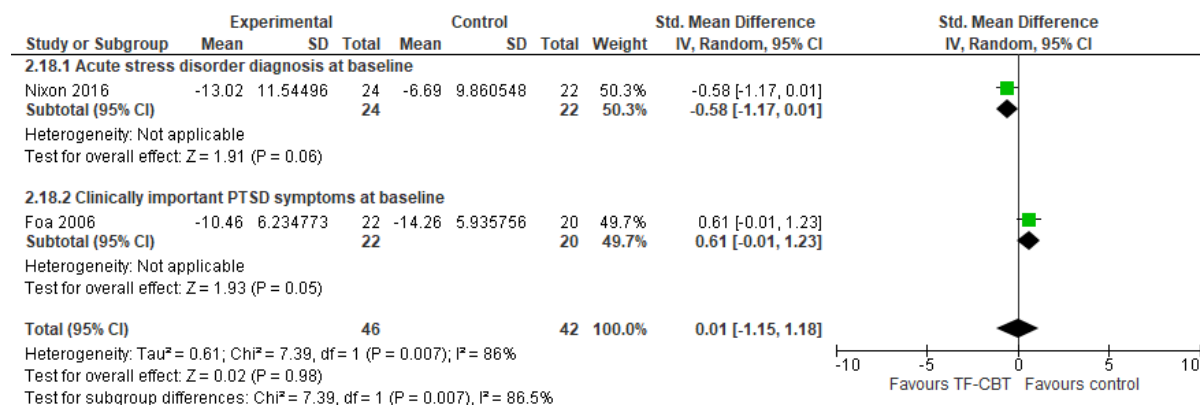 Experimental Control Std. Mean Difference Std. Mean Difference
Study or Subgroup Mean SD Total Mean SD Total Weight IV, Random, 95% CI IV, Random, 95% CI
2.18.1 Acute stress disorder diagnosis at baseline
Nixon 2016 -13.02 11.54496 24 -6.69 9.860548 22 50.3% -0.58 [-1.17, 0.01]
Subtotal (95% CI) 24 22 50.3% -0.58 [-1.17, 0.01]
Heterogeneity: Not applicable
Test for overall effect: Z = 1.91 (P = 0.06)
2.18.2 Clinically important PTSD symptoms at baseline
Foa 2006 -10.46 6.234773 22 -14.26 5.935756 20 49.7% 0.61 [-0.01, 1.23]
Subtotal (95% CI) 22 20 49.7% 0.61 [-0.01, 1.23]
Heterogeneity: Not applicable
Test for overall effect: Z = 1.93 (P = 0.05)
Total (95% CI) 46 42 100.0% 0.01 [-1.15, 1.18]
Heterogeneity: Tau² = 0.61; Chi² = 7.39, df = 1 (P = 0.007); I² = 86%
Test for overall effect: Z = 0.02 (P = 0.98)
Test for subgroup differences: Chi² = 7.39, df = 1 (P = 0.007), I² = 86.5%
-10 -5 0 5 10
Favours TF-CBT Favours control